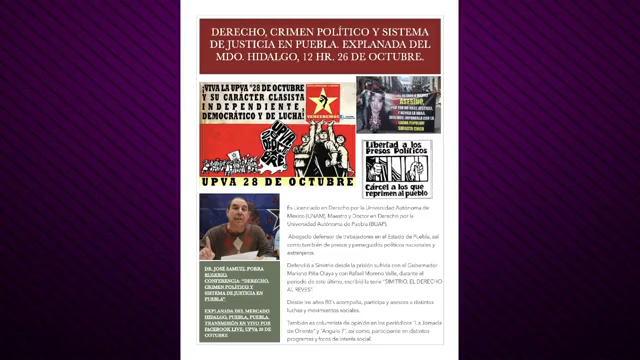 DERECHO, CRIMEN POLÍTICO Y SISTEMA
DE JUSTICIA EN PUEBLA. EXPLANADA DEL
MDO. HIDALGO, 12 HR. 26 DE OCTUBRE.
¡VIVA LA UPVA "28 DE OCTUBRE
Y SU CARÁCTER CLASISTA
INDEPENDIENTE,
DEMOCRÁTICO Y DE LUCHA!
VENCEREMOS
UPVA 28 DE OCTUBRE
ASESINO
Libertad a los
Presos Políticos
Cárcel a los que
reprimen al pueblo
Es Licenciado en Derecho por la Universidad Autónoma de
México (UNAM), Maestro y Doctor en Derecho por la
Universidad Autónoma de Puebla (BUAP).
Abogado defensor de trabajadores en el Estado de Puebla, así
como también de presos y perseguidos políticos nacionales y
extranjeros.
Defendió a Simitrio desde la prisión sufrida con el Gobernador
Mariano Piña Olaya y con Rafael Moreno Valle, durante el
periodo de este último, escribió la serie "SIMITRIO, EL DERECHO
AL REVÉS".
Desde los años 80's acompaña, participa y asesora a distintos
luchas y movimientos sociales.
También es columnista de opinión en los periódicos "La Jornada
de Oriente" y "Ángulo 7", así como, participante en distintos
programas y foros de interés social.
DR. JOSÉ SAMUEL PORRA
RUGERIO.
CONFERENCIA: "DERECHO,
CRIMEN POLÍTICO Y
SISTEMA DE JUSTICIA EN
PUEBLA".
EXPLANADA DEL MERCADO
HIDALGO, PUEBLA, PUEBLA.
TRANSMISIÓN EN VIVO POR
FACEBOOK LIVE; UPVA 28 DE
OCTUBRE